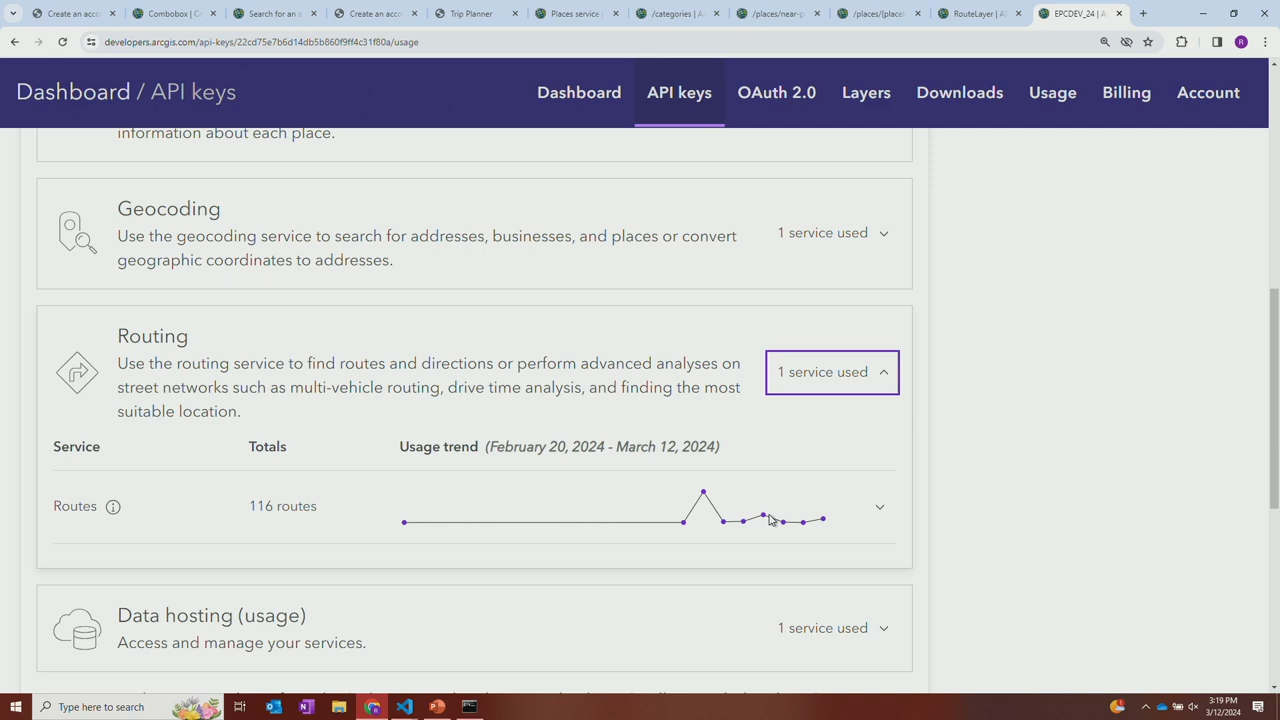 Create an acco
Combobox | C
Search for an a
Create an acco
Trip Planner
Places service |
/categories | A
/places/near-p
/places/{place
RouteLayer | A
EPCDEV_24 | A
developers.arcgis.com/api-keys/22cd75e7b6d14db5b860f9ff4c31f80a/usage
Dashboard / API keys
Dashboard
API keys
OAuth 2.0
Layers
Downloads
Usage
Billing
Account
information about each place.
Geocoding
Use the geocoding service to search for addresses, businesses, and places or convert
geographic coordinates to addresses.
1 service used
Routing
Use the routing service to find routes and directions or perform advanced analyses on
street networks such as multi-vehicle routing, drive time analysis, and finding the most
suitable location.
1 service used
Service Totals Usage trend (February 20, 2024 - March 12, 2024)
Routes 116 routes
Data hosting (usage)
Access and manage your services.
1 service used
Type here to search
3:19 PM
3/12/2024